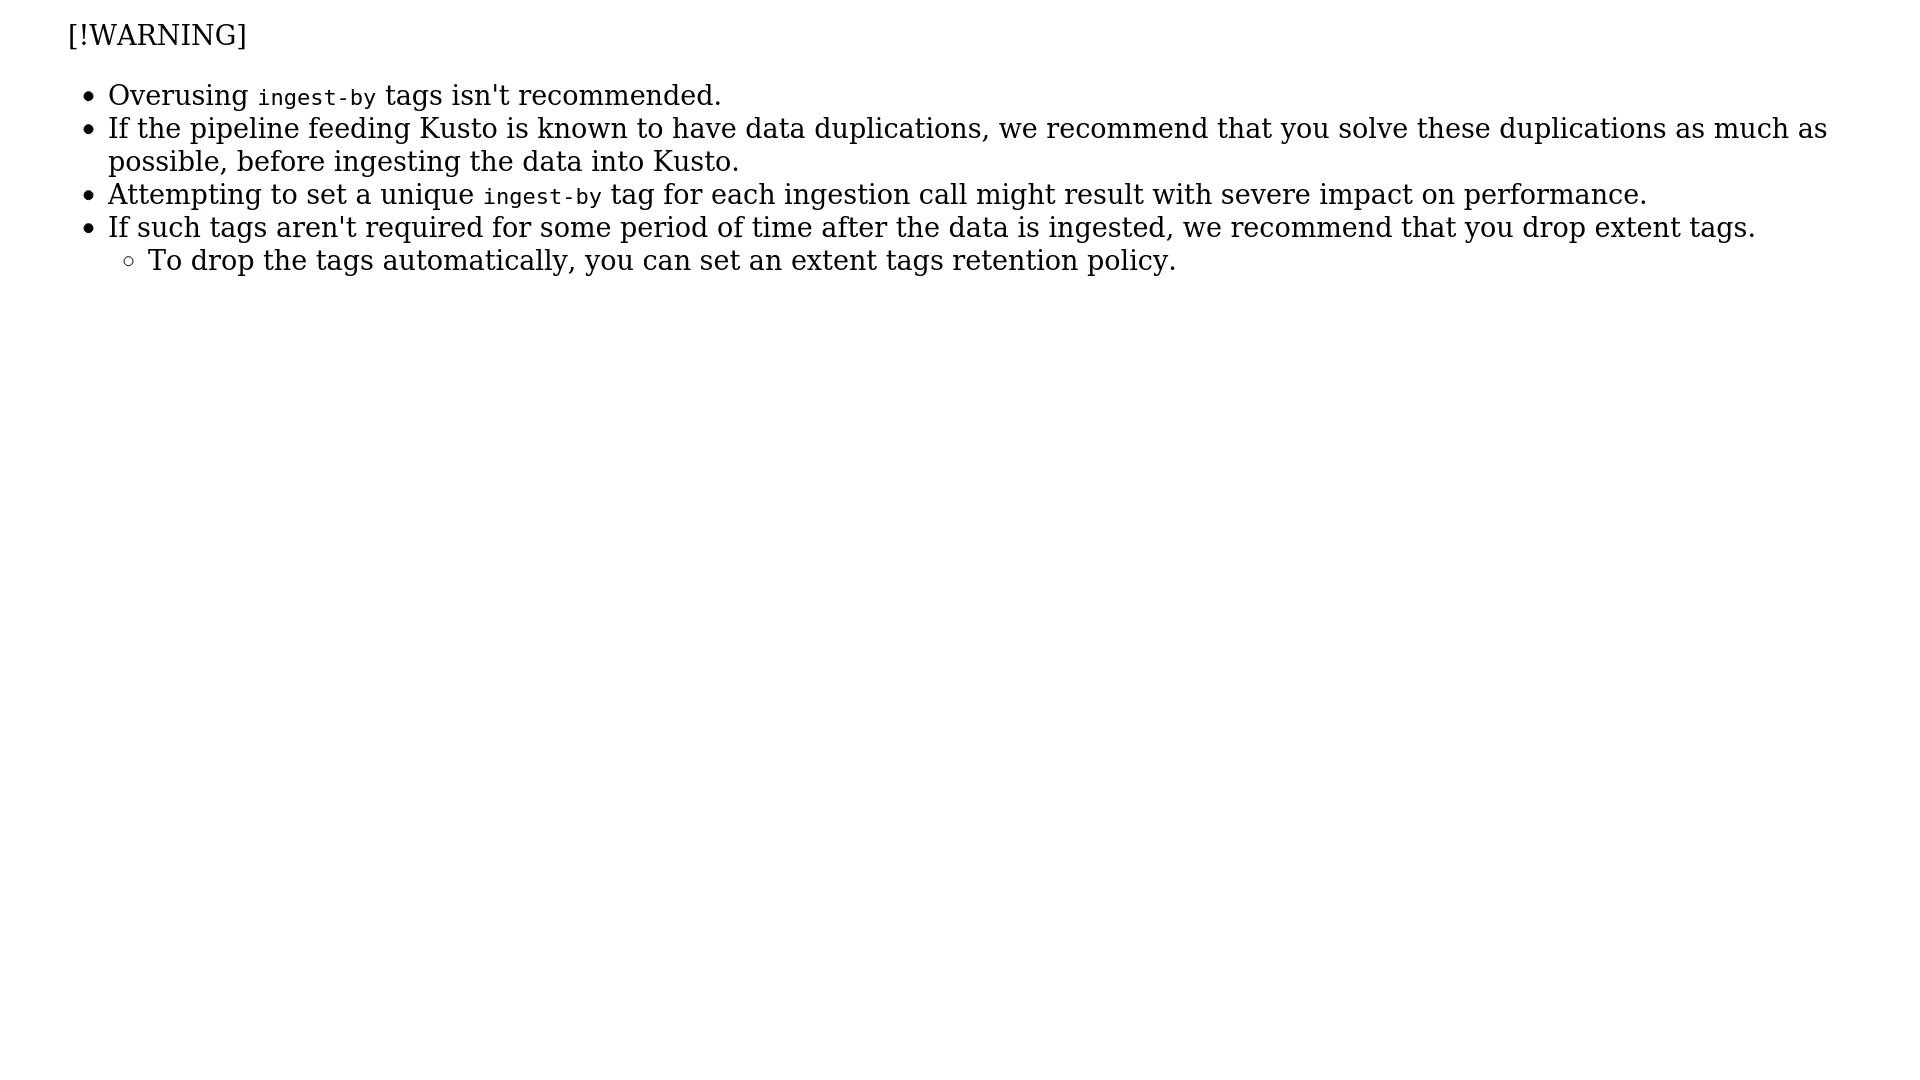 [!WARNING]
• Overusing ingest-by tags isn't recommended.
• If the pipeline feeding Kusto is known to have data duplications, we recommend that you solve these duplications as much as
possible, before ingesting the data into Kusto.
• Attempting to set a unique ingest-by tag for each ingestion call might result with severe impact on performance.
• If such tags aren't required for some period of time after the data is ingested, we recommend that you drop extent tags.
◦ To drop the tags automatically, you can set an extent tags retention policy.